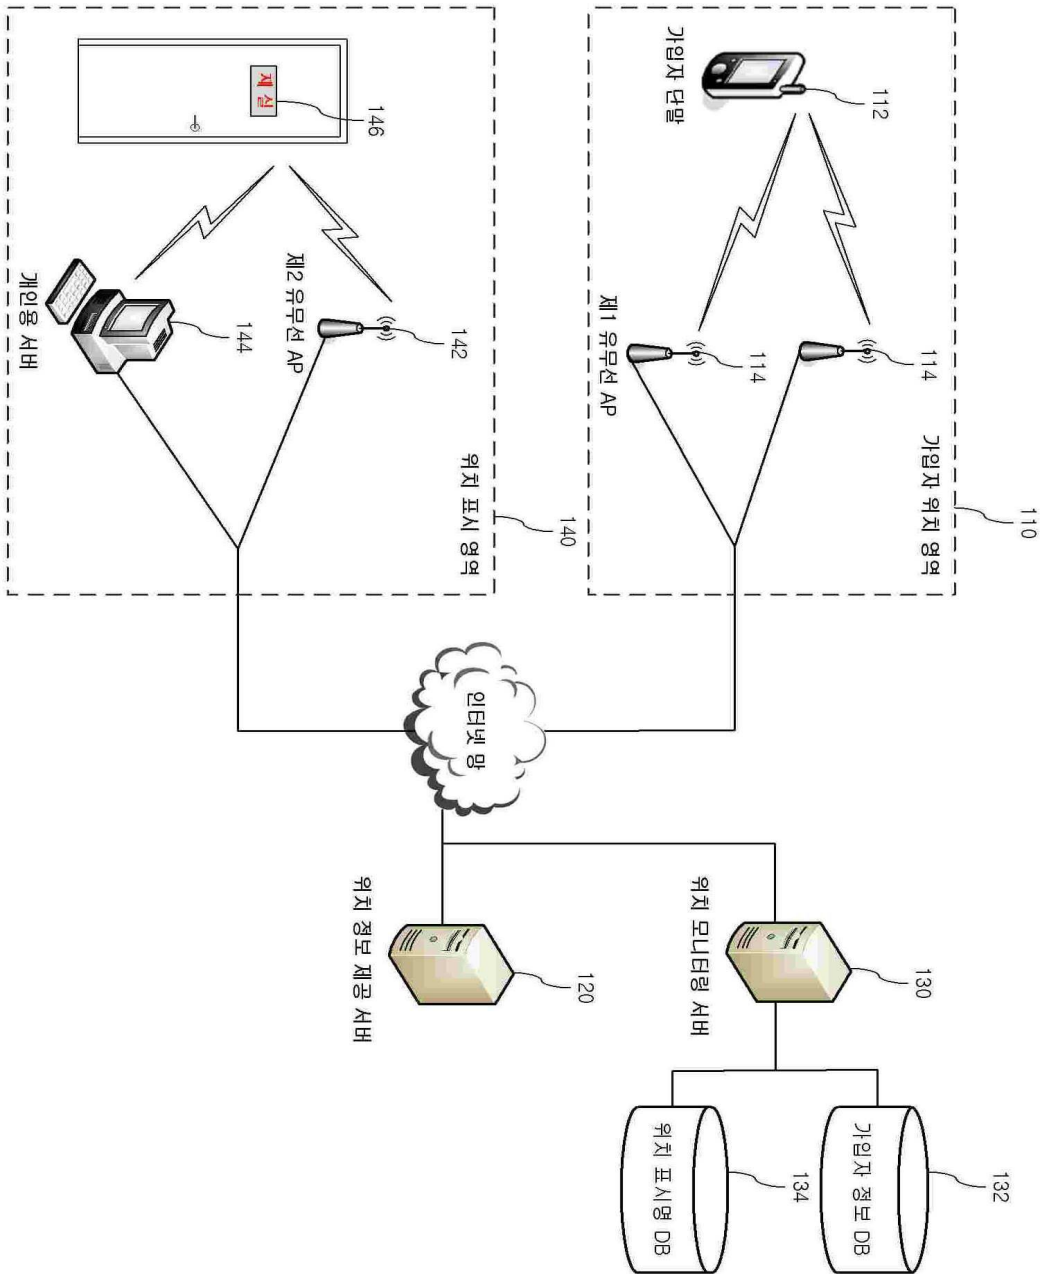 110
132
가입자 위치 영역
114
130
112
가입자 정보 DB
134
114
위치 모니터링 서버
가입자 단말
위치 표시명 DB
제1 유무선 AP
120
140
인터넷 망
위치 표시 영역
142
146
위치 정보 제공 서버
제2 유무선 AP
재 실
144
개인용 서버